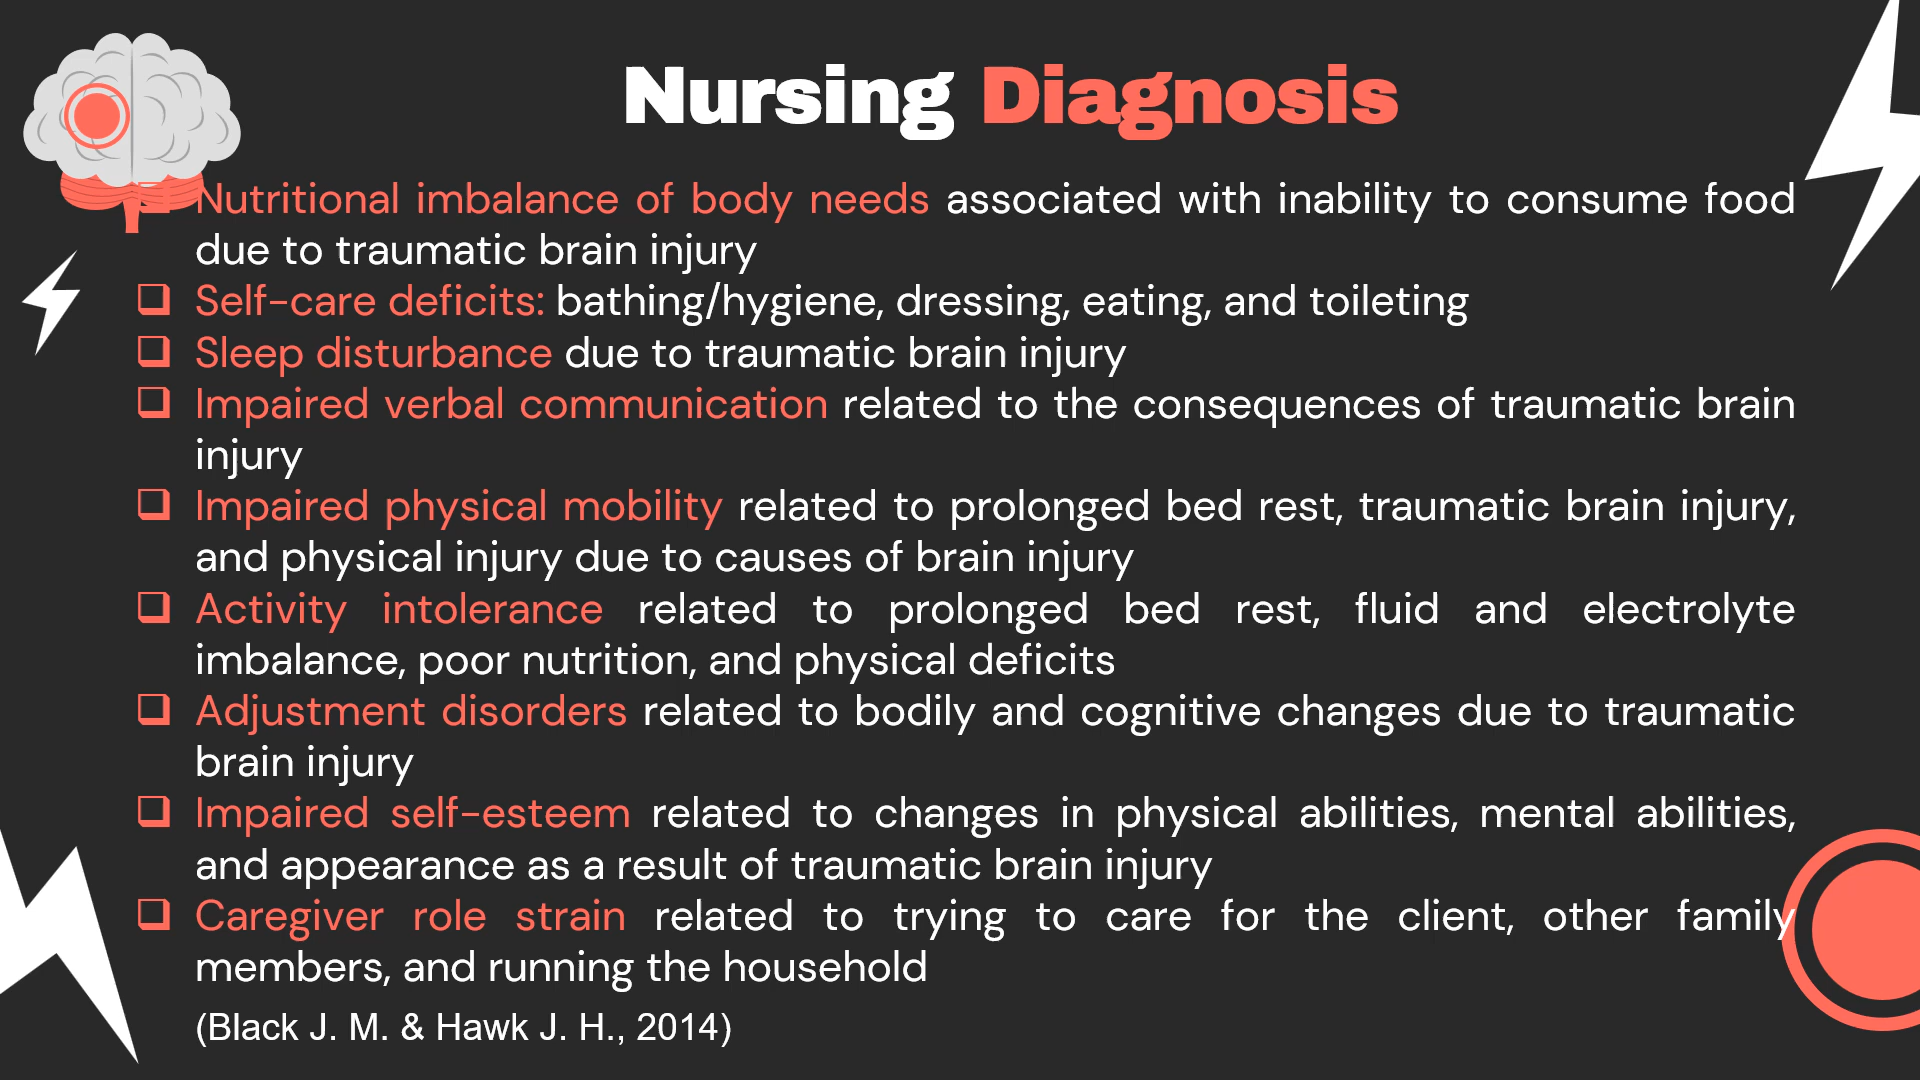 Nursing Diagnosis
Nutritional imbalance of body needs associated with inability to consume food
due to traumatic brain injury
Self-care deficits: bathing/hygiene, dressing, eating, and toileting
Sleep disturbance due to traumatic brain injury
Impaired verbal communication related to the consequences of traumatic brain
injury
Impaired physical mobility related to prolonged bed rest, traumatic brain injury,
and physical injury due to causes of brain injury
Activity intolerance related to prolonged bed rest, fluid and electrolyte
imbalance, poor nutrition, and physical deficits
Adjustment disorders related to bodily and cognitive changes due to traumatic
brain injury
Impaired self-esteem related to changes in physical abilities, mental abilities,
and appearance as a result of traumatic brain injury
Caregiver role strain related to trying to care for the client, other family
members, and running the household
(Black J. M. & Hawk J. H., 2014)